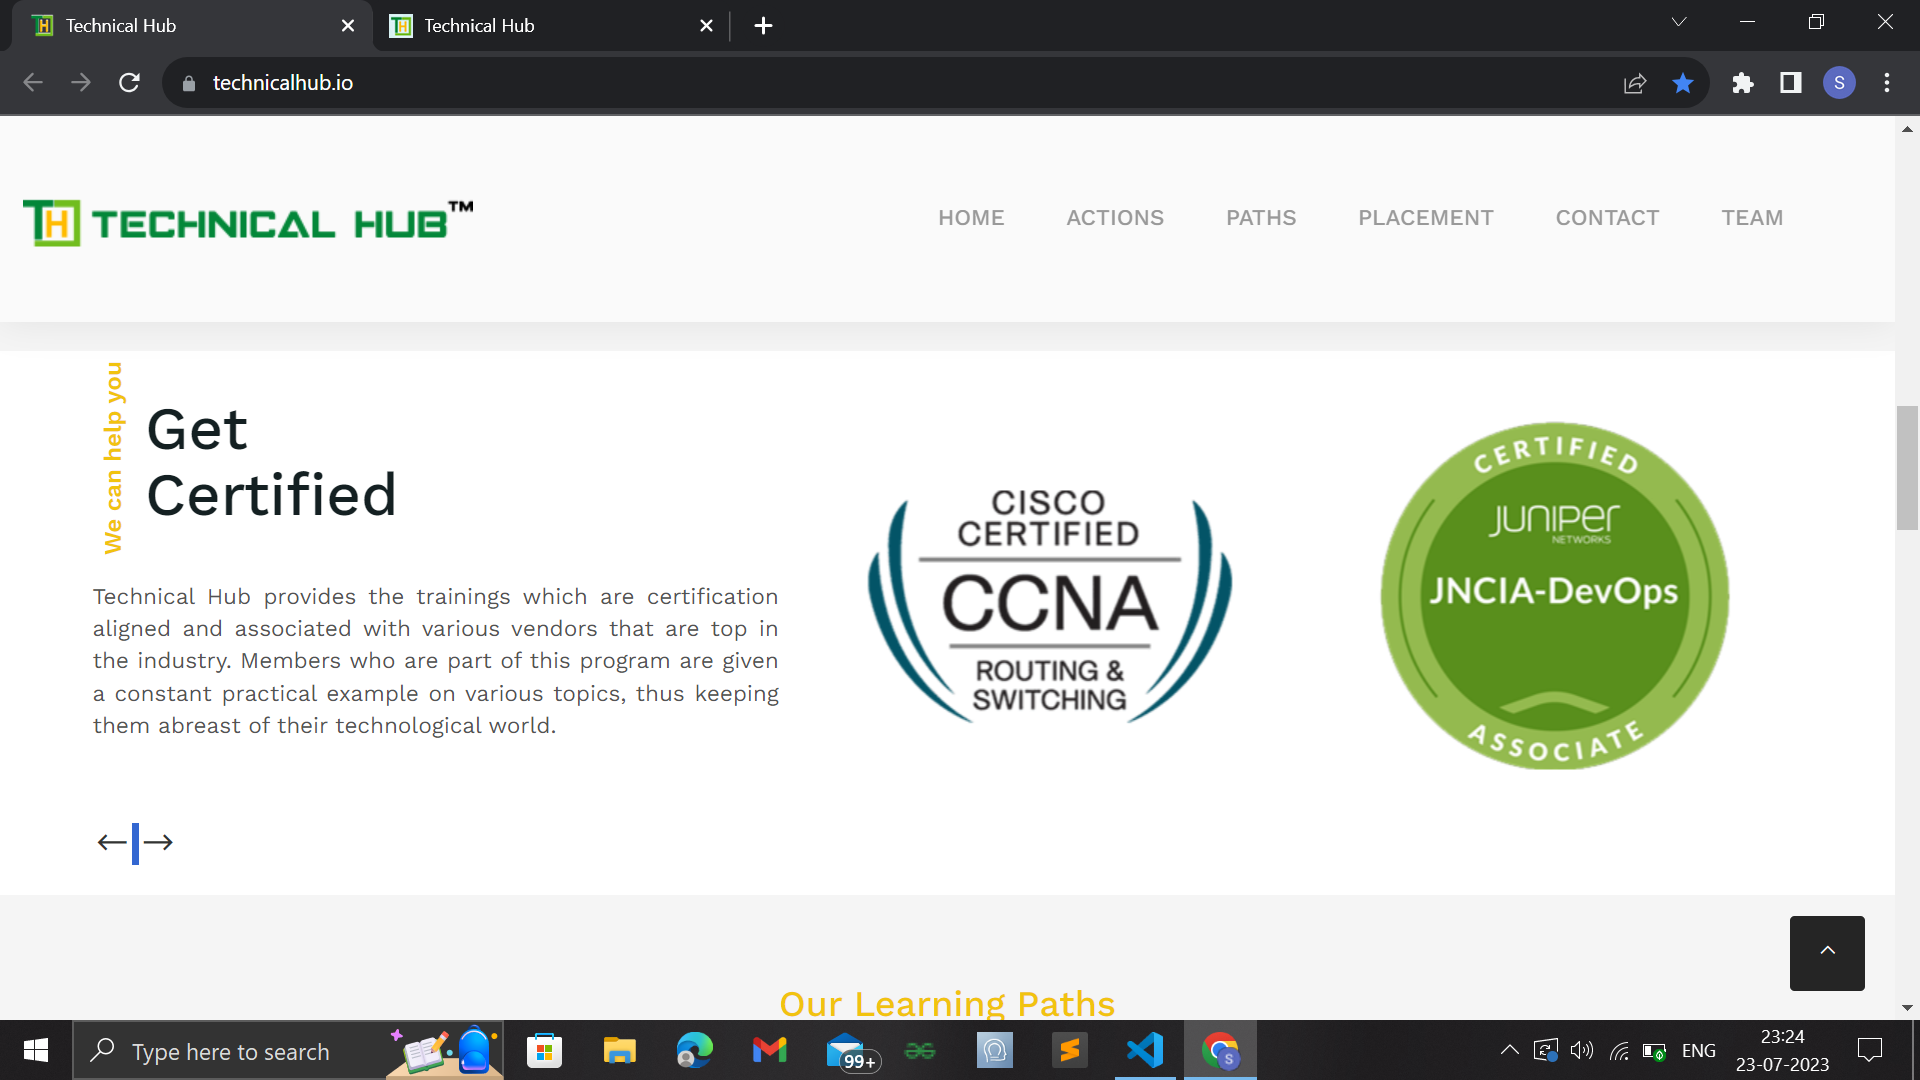 Technical Hub
Technical Hub
technicalhub.io
S
TH TECHNICAL HUB™
HOME
ACTIONS
PATHS
PLACEMENT
CONTACT
TEAM
We can help you
Get
Certified
Technical Hub provides the trainings which are certification
aligned and associated with various vendors that are top in
the industry. Members who are part of this program are given
a constant practical example on various topics, thus keeping
them abreast of their technological world.
CISCO
CERTIFIED
CCNA
ROUTING &
SWITCHING
CERTIFIED
JUNIPER
NETWORKS
JNCIA-DevOps
ASSOCIATE
Our Learning Paths
Type here to search
99+
S
ENG
23:24
23-07-2023